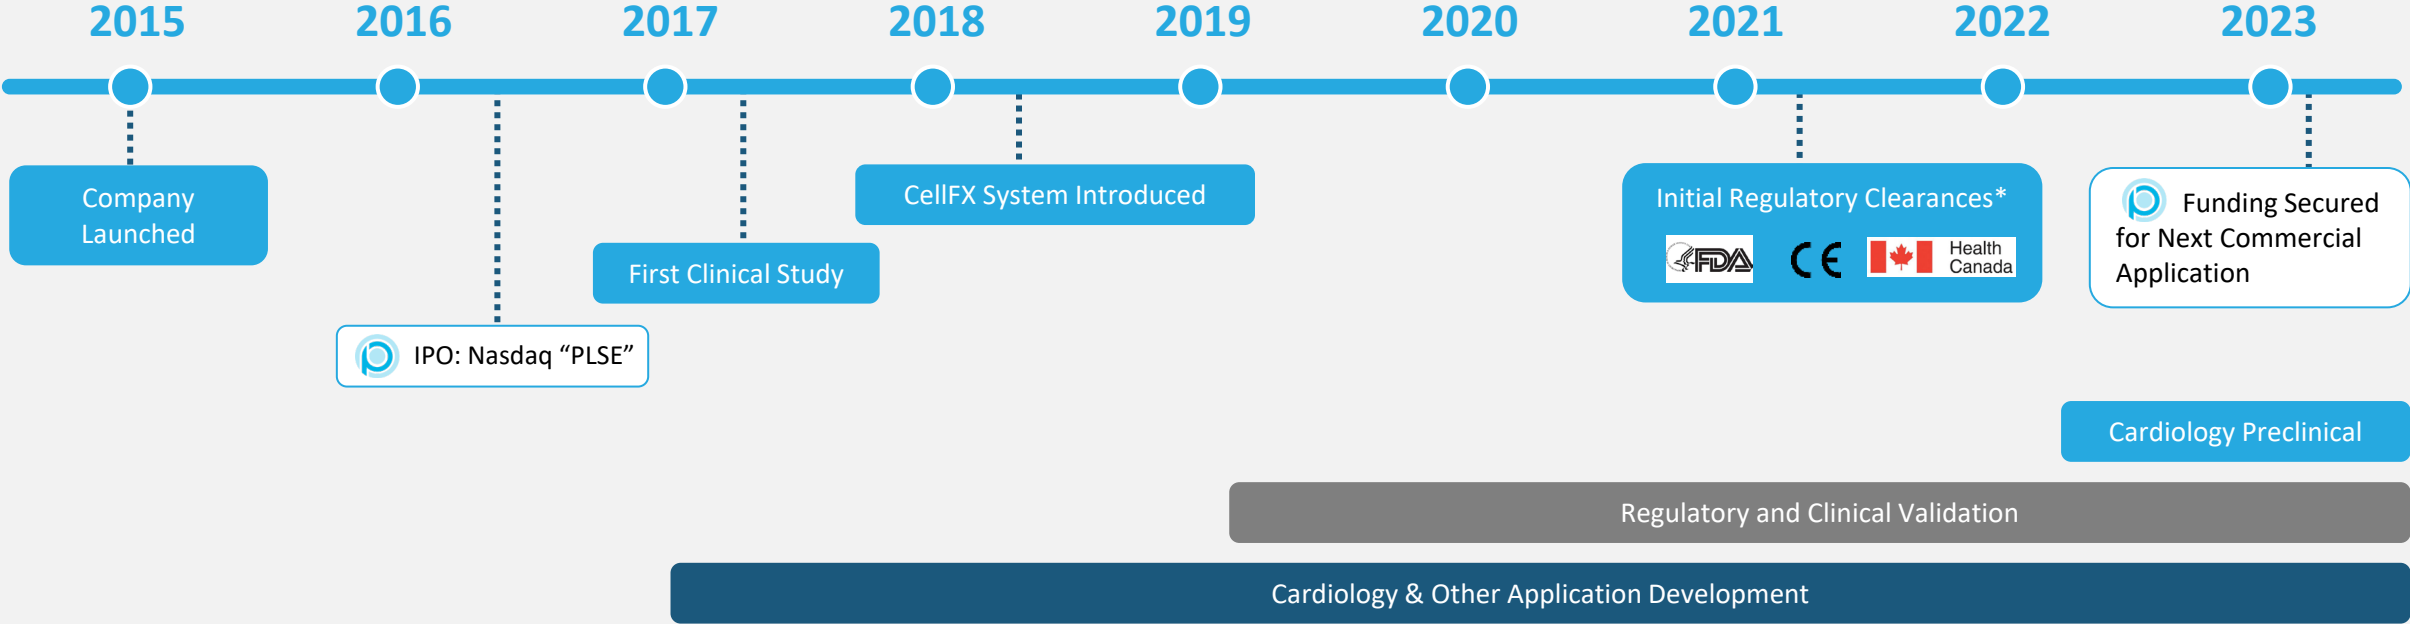 2015 2016 2017 2018 2019 2020 2021 2022 2023
Company
Launched
IPO: Nasdaq “PLSE”
First Clinical Study
CellFX System Introduced
Initial Regulatory Clearances*
FDA
CE
Health
Canada
Funding Secured
for Next Commercial
Application
Cardiology Preclinical
Regulatory and Clinical Validation
Cardiology & Other Application Development